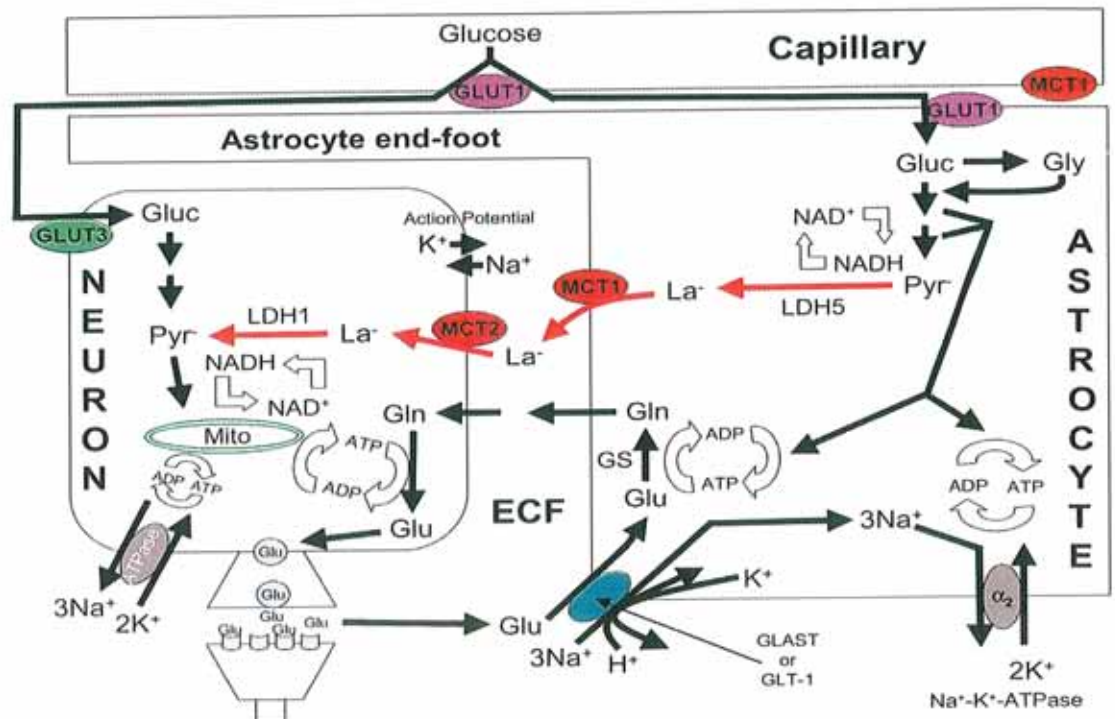 Glucose
Capillary
GLUT1
MCT1
GLUT1
Astrocyte end-foot
Gluc
Gly
Gluc
GLUT3
Action Potential
K⁺
Na⁺
NAD⁺
NADH
Pyr⁻
MCT1
La⁻
LDH5
ASTROCYTE
NEURON
Pyr⁻
LDH1
La⁻
MCT2
La⁻
NADH
NAD⁺
Mito
Gln
Gln
ATP
ADP
GS
ADP
ATP
ADP
ATP
ADP
ATP
Glu
Glu
ECF
3Na⁺
ATPase
3Na⁺
2K⁺
Glu
Glu
Glu
Glu
Glu
Glu
Glu
3Na⁺
H⁺
K⁺
α₂
GLAST
or
GLT-1
2K⁺
Na⁺-K⁺-ATPase